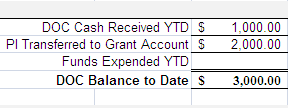 DOC Cash Received YTD $ 1,000.00
PI Transferred to Grant Account $ 2,000.00
Funds Expended YTD
DOC Balance to Date $ 3,000.00